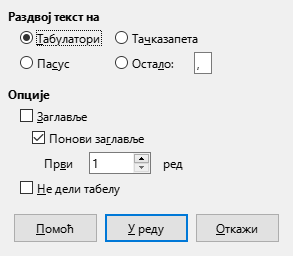 Раздвој текст на
Табулатори Тачказапета
Пасус Остало: ,
Опције
Заглавље
Понови заглавље
Први 1 ред
Не дели табелу
Помоћ У реду Откажи